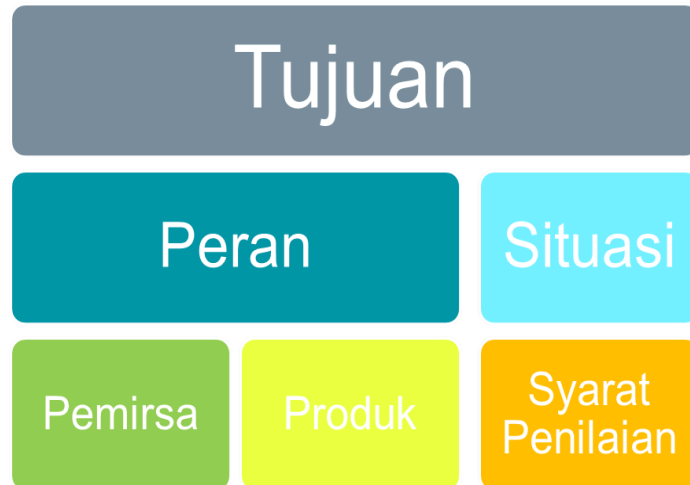 Tujuan
Peran
Situasi
Pemirsa
Produk
Syarat
Penilaian